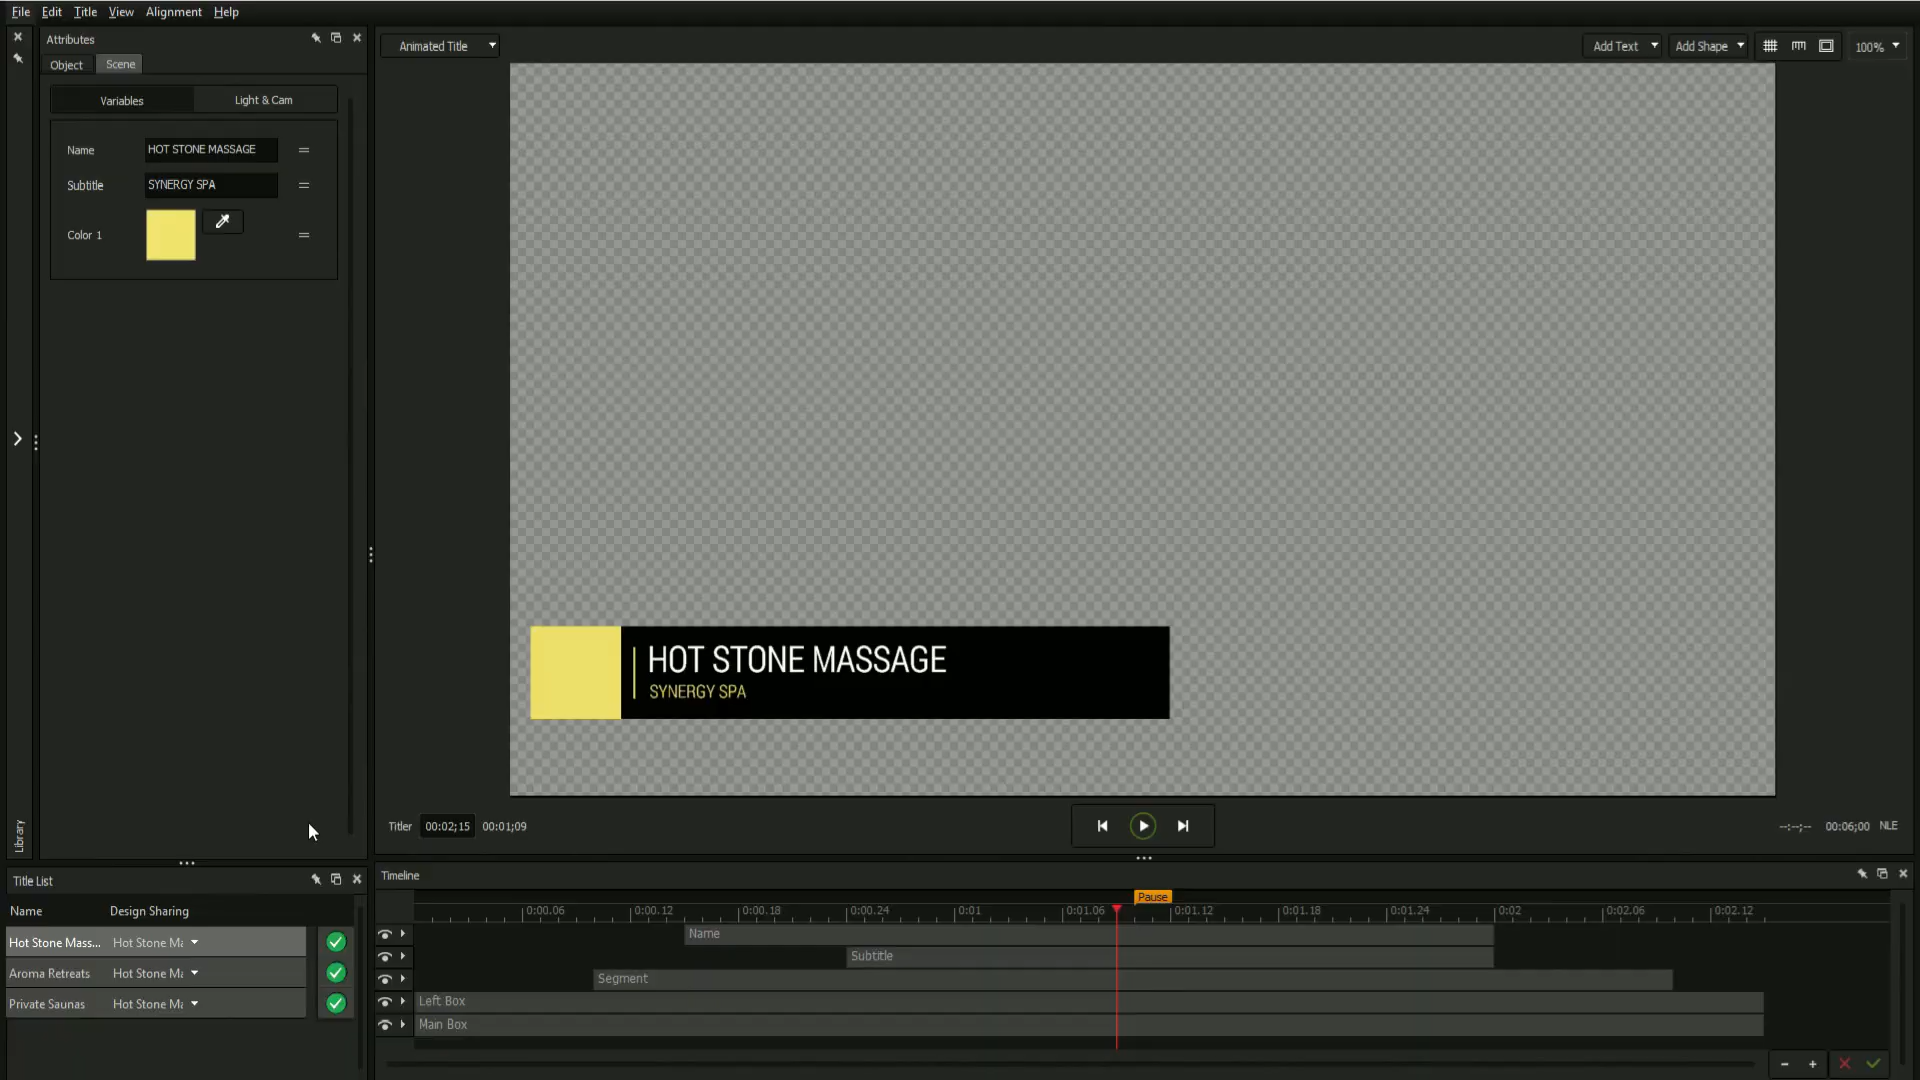 File Edit Title View Alignment Help
Attributes
Object Scene
Variables Light & Cam
Name HOT STONE MASSAGE
Subtitle SYNERGY SPA
Color 1
Library
Animated Title
Add Text Add Shape 100%
HOT STONE MASSAGE
SYNERGY SPA
Titler 00:02;15 00:01;09
--:--;-- 00:06;00 NLE
Title List
Name Design Sharing
Hot Stone Mass... Hot Stone Ma
Aroma Retreats Hot Stone Ma
Private Saunas Hot Stone Ma
Timeline
Pause
0:00.06 0:00.12 0:00.18 0:00.24 0:01 0:01.06 0:01.12 0:01.18 0:01.24 0:02 0:02.06 0:02.12
Name
Subtitle
Segment
Left Box
Main Box